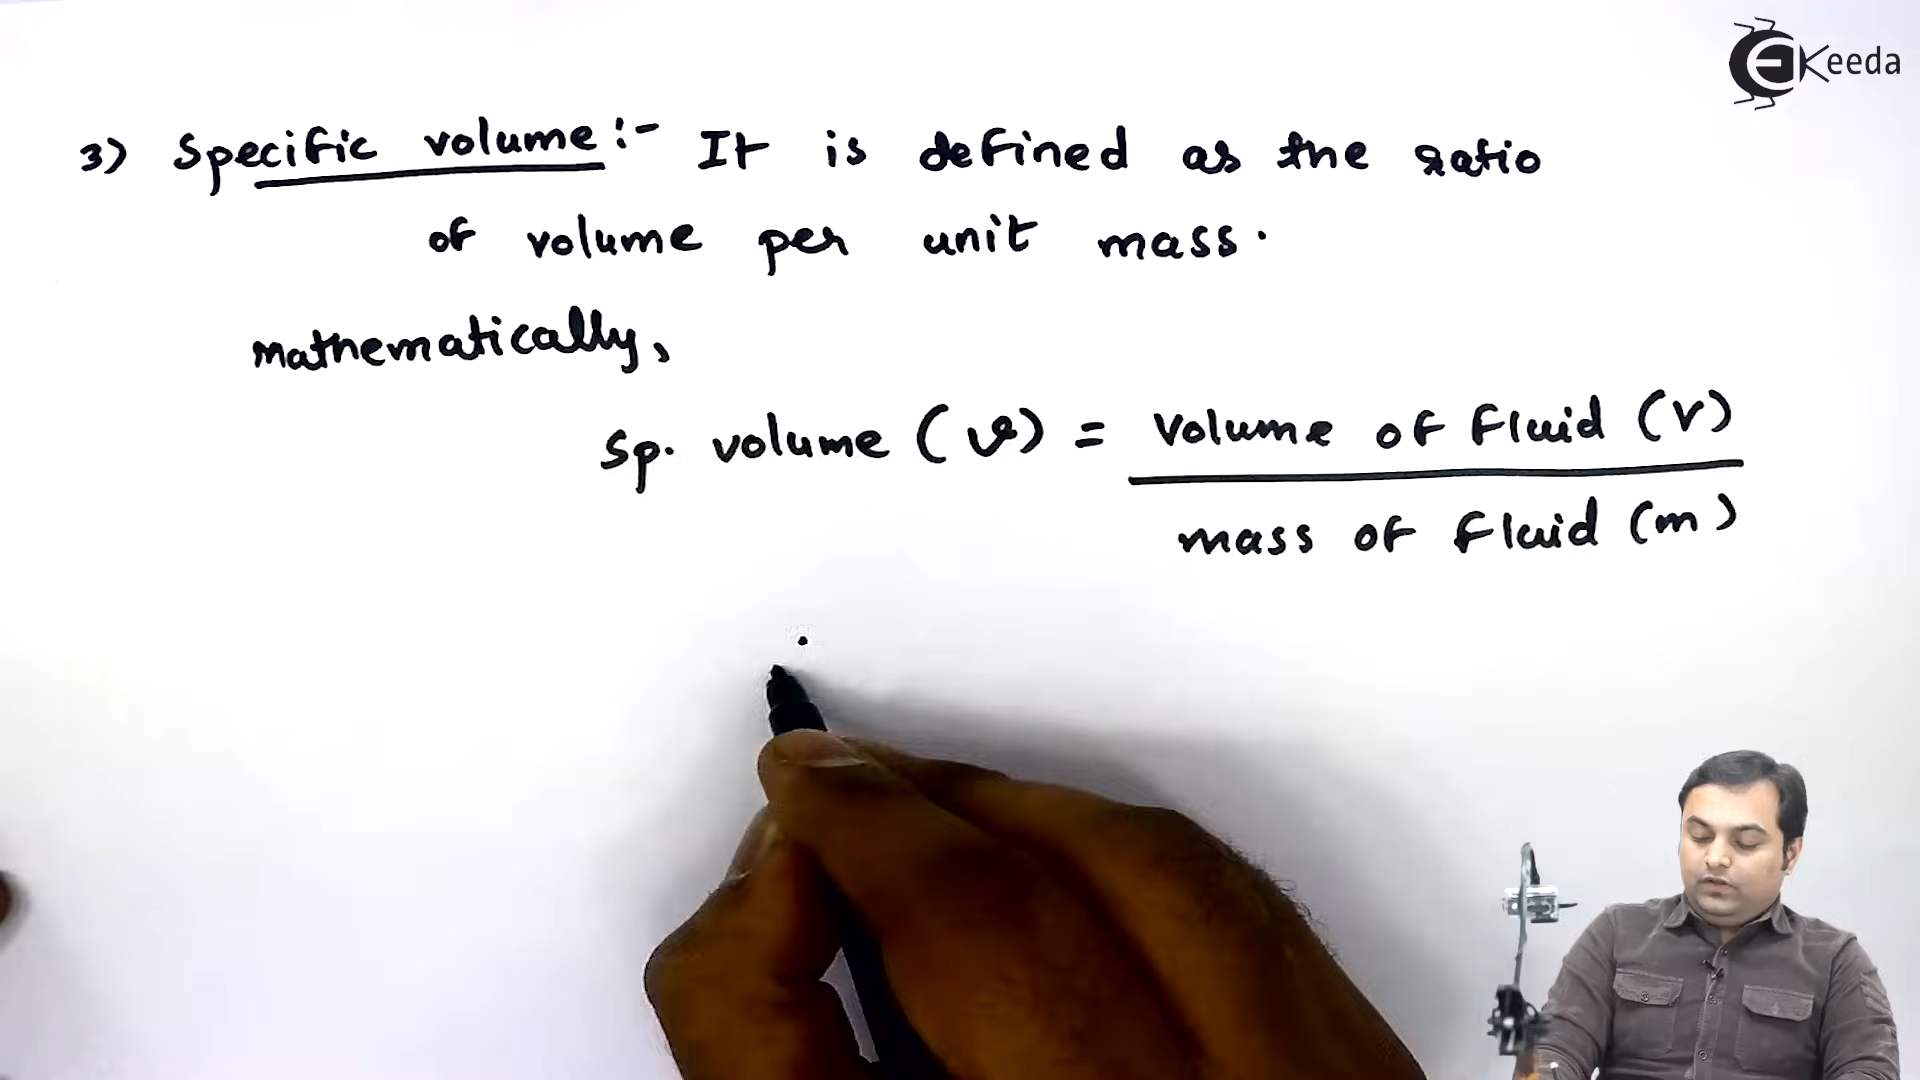 Keeda
3) Specific volume :- It is defined as the ratio
of volume per unit mass.
mathematically,
Sp. volume (v) = Volume of Fluid (V)
mass of Fluid (m)